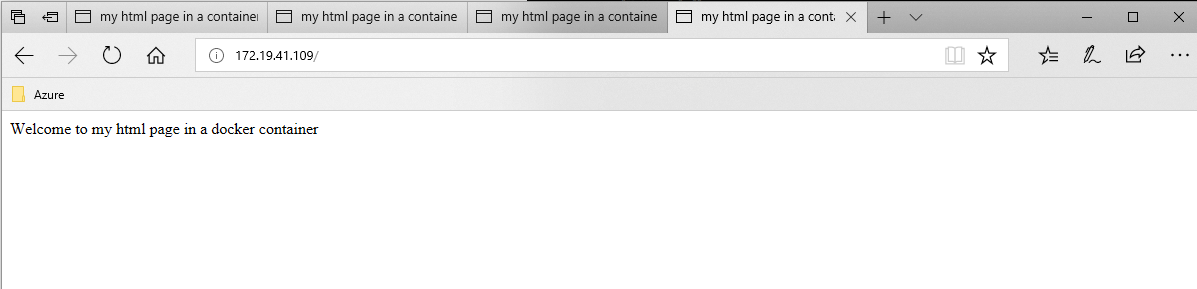 my html page in a container
my html page in a containe
my html page in a containe
my html page in a conta
172.19.41.109/
Azure
Welcome to my html page in a docker container